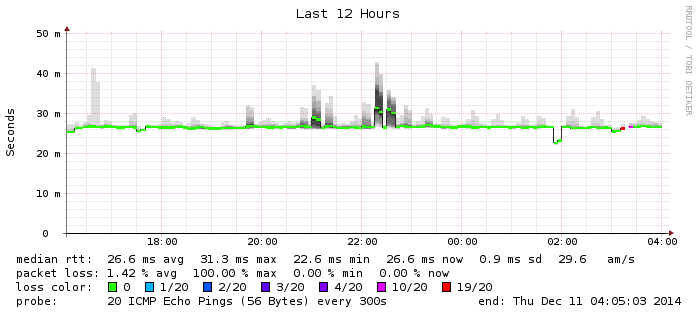 Last 12 Hours
RRDTOOL / TOBI OETIKER
Seconds
50 m
40 m
30 m
20 m
10 m
0
18:00 20:00 22:00 00:00 02:00 04:00
median rtt: 26.6 ms avg 31.3 ms max 22.6 ms min 26.6 ms now 0.9 ms sd 29.6 am/s
packet loss: 1.42 % avg 100.00 % max 0.00 % min 0.00 % now
loss color: 0 1/20 2/20 3/20 4/20 10/20 19/20
probe: 20 ICMP Echo Pings (56 Bytes) every 300s end: Thu Dec 11 04:05:03 2014